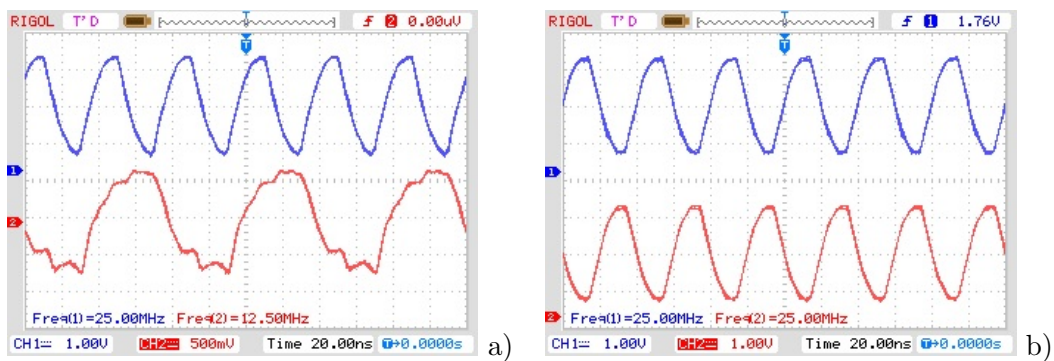 RIGOL T'D T f 2 0.00uV
T
1
2
Freq(1)=25.00MHz Freq(2)=12.50MHz
CH1 1.00V CH2 500mV Time 20.00ns T→0.0000s
a)
RIGOL T'D T f 1 1.76V
T
1
2
Freq(1)=25.00MHz Freq(2)=25.00MHz
CH1 1.00V CH2 1.00V Time 20.00ns T→0.0000s
b)